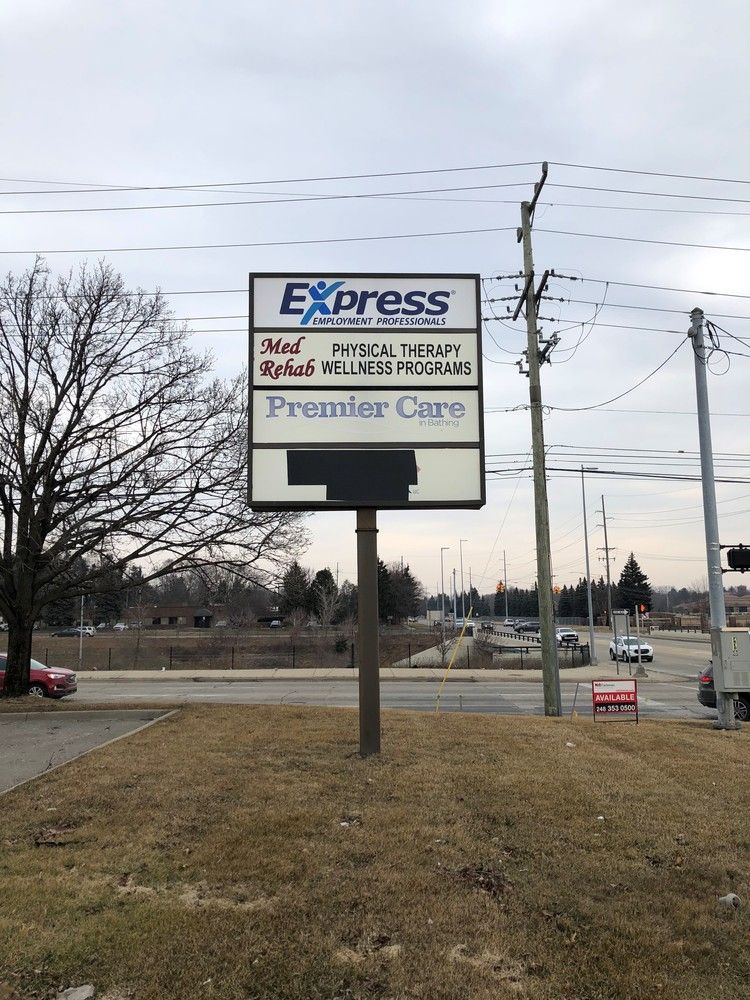 Express®
EMPLOYMENT PROFESSIONALS
Med Rehab
PHYSICAL THERAPY
WELLNESS PROGRAMS
Premier Care
in Bathing
AVAILABLE
248 353 0500